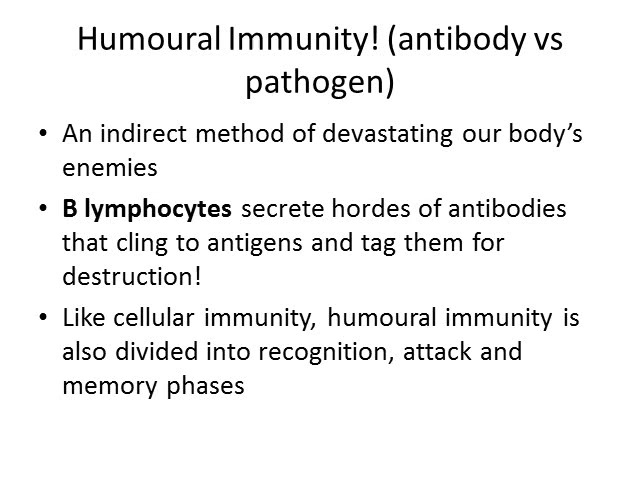 Humoural Immunity! (antibody vs
pathogen)
• An indirect method of devastating our body’s
enemies
• B lymphocytes secrete hordes of antibodies
that cling to antigens and tag them for
destruction!
• Like cellular immunity, humoural immunity is
also divided into recognition, attack and
memory phases